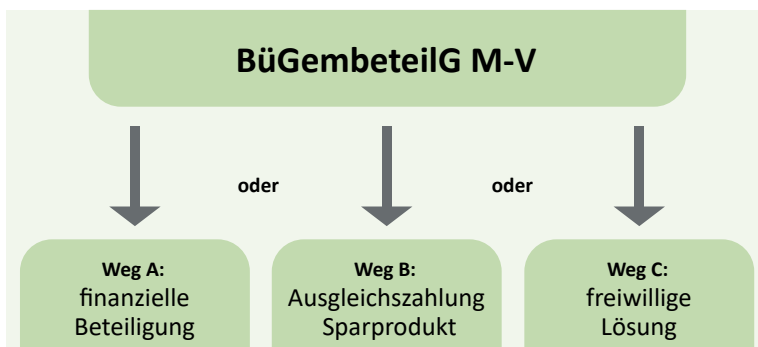 BüGembeteilG M-V
oder
oder
Weg A:
finanzielle
Beteiligung
Weg B:
Ausgleichszahlung
Sparprodukt
Weg C:
freiwillige
Lösung